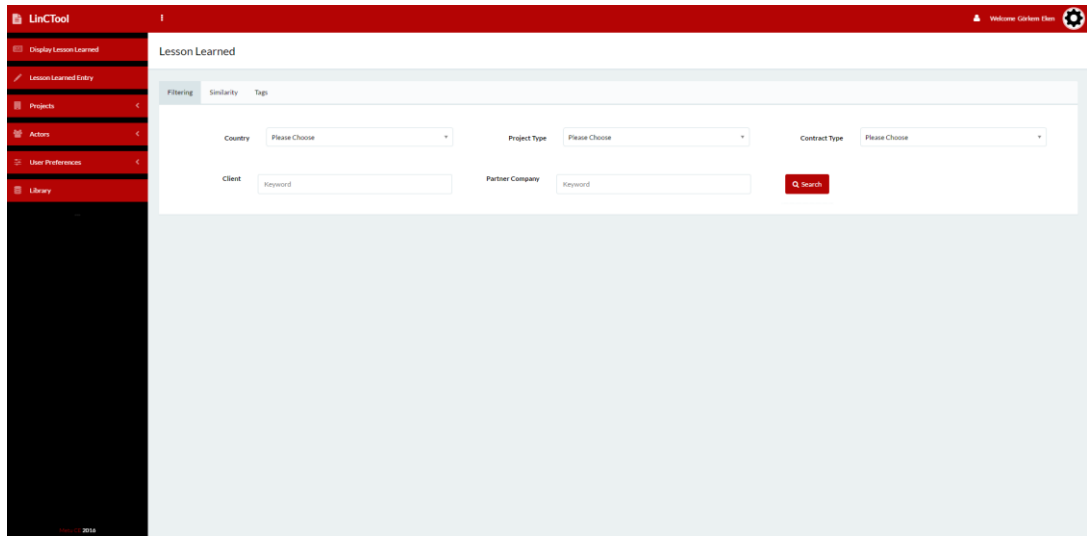 LinCTool
Welcome Görkem Eken
Display Lesson Learned
Lesson Learned Entry
Projects
Actors
User Preferences
Library
2016
Lesson Learned
Filtering Similarity Tags
Country Please Choose Project Type Please Choose Contract Type Please Choose
Client Keyword Partner Company Keyword Search